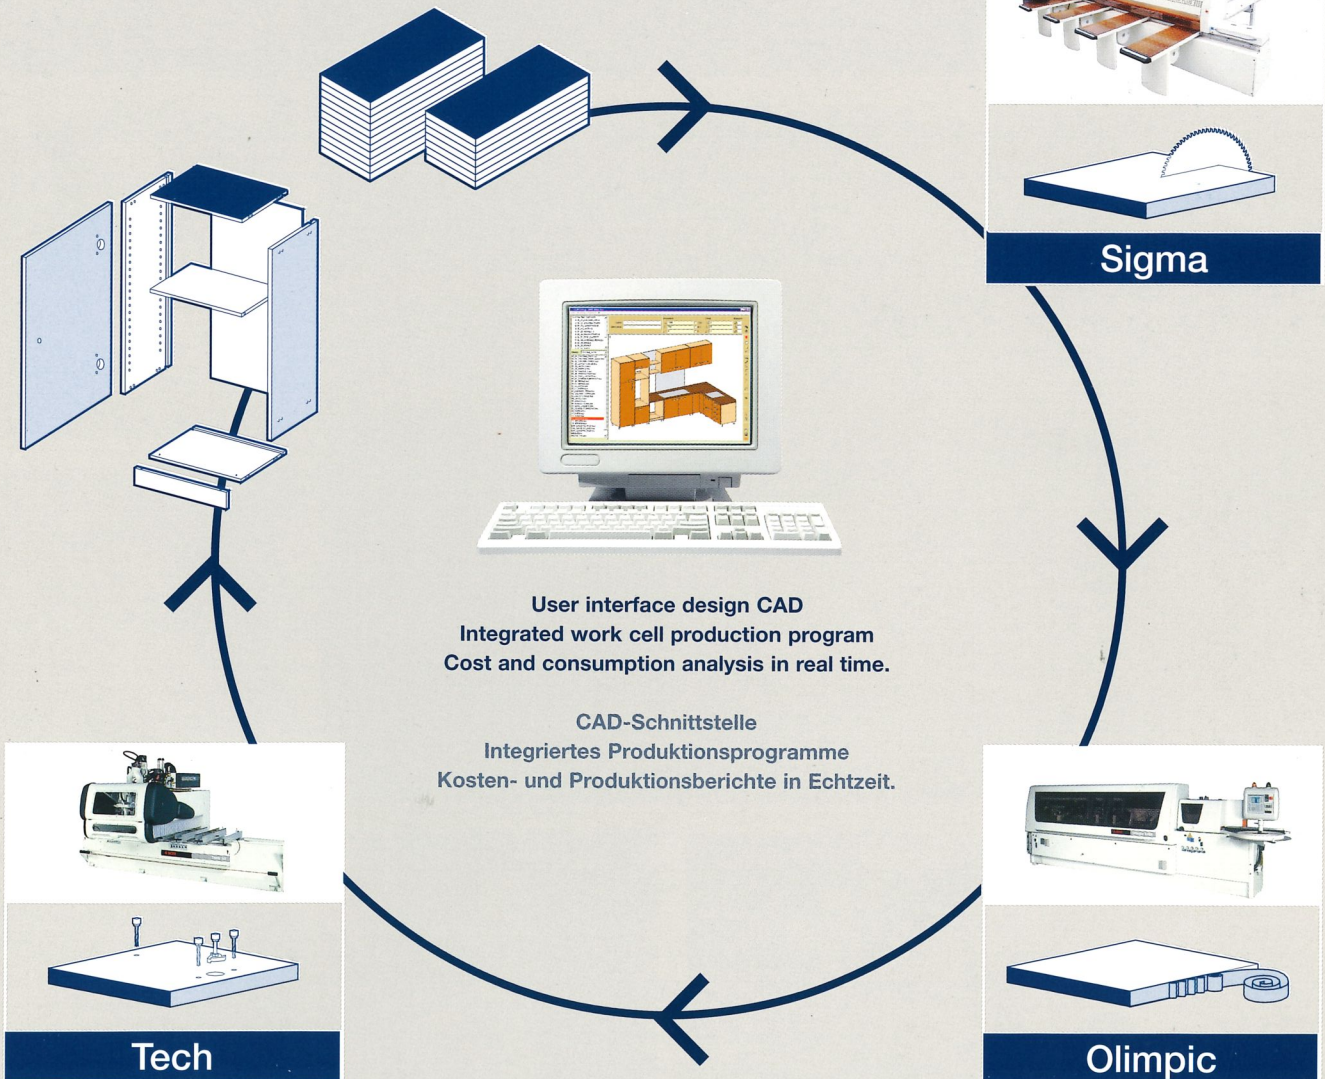 Sigma
User interface design CAD
Integrated work cell production program
Cost and consumption analysis in real time.
CAD-Schnittstelle
Integriertes Produktionsprogramme
Kosten- und Produktionsberichte in Echtzeit.
Tech
Olimpic